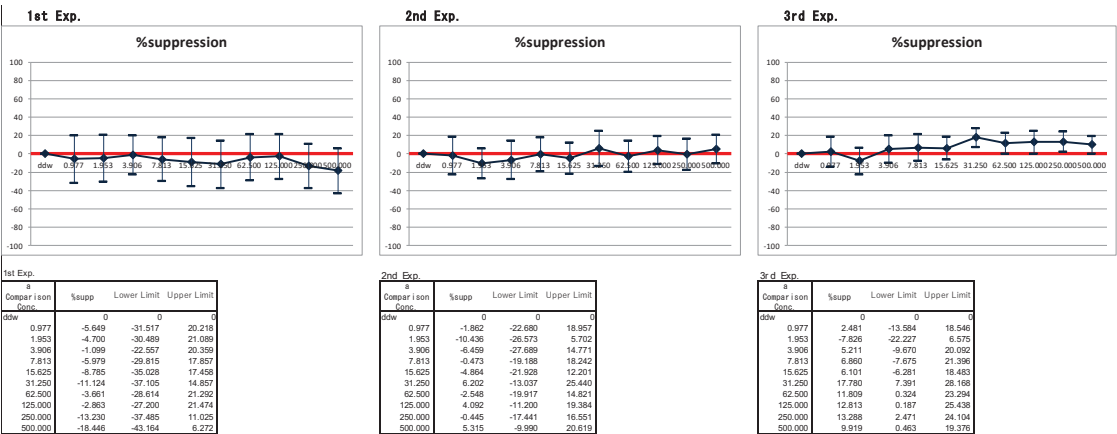 1st Exp.
%suppression
100
80
60
40
20
0
-20
-40
-60
-80
-100
ddw 0.977 1.953 3.906 7.813 15.625 31.250 62.500 125.000 250.000 500.000
2nd Exp.
%suppression
100
80
60
40
20
0
-20
-40
-60
-80
-100
ddw 0.977 1.953 3.906 7.813 15.625 31.250 62.500 125.000 250.000 500.000
3rd Exp.
%suppression
100
80
60
40
20
0
-20
-40
-60
-80
-100
ddw 0.977 1.953 3.906 7.813 15.625 31.250 62.500 125.000 250.000 500.000
1st Exp.
a
Comparison %supp Lower Limit Upper Limit
Conc.
ddw 0 0 0
0.977 -5.649 -31.517 20.218
1.953 -4.700 -30.489 21.089
3.906 -1.099 -22.557 20.359
7.813 -5.979 -29.815 17.857
15.625 -8.785 -35.028 17.458
31.250 -11.124 -37.105 14.857
62.500 -3.661 -28.614 21.292
125.000 -2.863 -27.200 21.474
250.000 -13.230 -37.485 11.025
500.000 -18.446 -43.164 6.272
2nd Exp.
a
Comparison %supp Lower Limit Upper Limit
Conc.
ddw 0 0 0
0.977 -1.862 -22.680 18.957
1.953 -10.436 -26.573 5.702
3.906 -6.459 -27.689 14.771
7.813 -0.473 -19.188 18.242
15.625 -4.864 -21.928 12.201
31.250 6.202 -13.037 25.440
62.500 -2.548 -19.917 14.821
125.000 4.092 -11.200 19.384
250.000 -0.445 -17.441 16.551
500.000 5.315 -9.990 20.619
3rd Exp.
a
Comparison %supp Lower Limit Upper Limit
Conc.
ddw 0 0 0
0.977 2.481 -13.584 18.546
1.953 -7.826 -22.227 6.575
3.906 5.211 -9.670 20.092
7.813 6.860 -7.675 21.396
15.625 6.101 -6.281 18.483
31.250 17.780 7.391 28.168
62.500 11.809 0.324 23.294
125.000 12.813 0.187 25.438
250.000 13.288 2.471 24.104
500.000 9.919 0.463 19.376